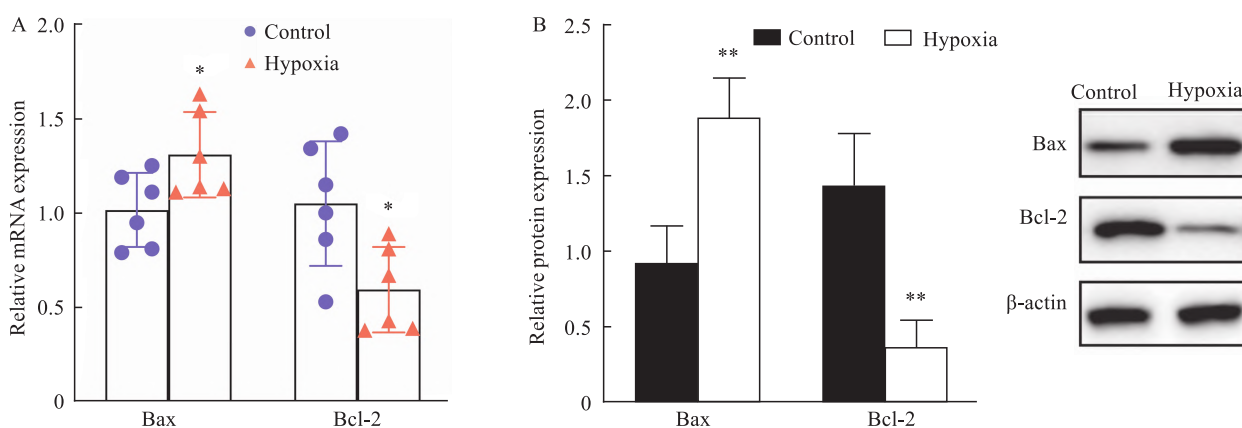 A
Relative mRNA expression
2.0
1.5
1.0
0.5
0
Control
Hypoxia
*
*
Bax
Bcl-2
B
Relative protein expression
2.5
2.0
1.5
1.0
0.5
0
Control
Hypoxia
**
**
Bax
Bcl-2
Control Hypoxia
Bax
Bcl-2
β-actin